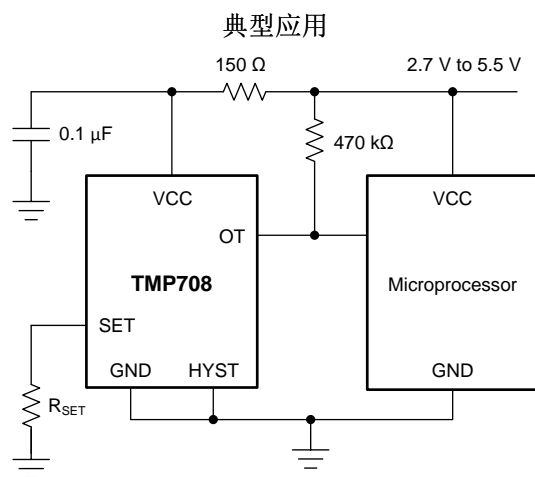 典型应用
150 Ω
2.7 V to 5.5 V
0.1 µF
470 kΩ
VCC
VCC
OT
TMP708
Microprocessor
SET
GND
HYST
GND
RSET